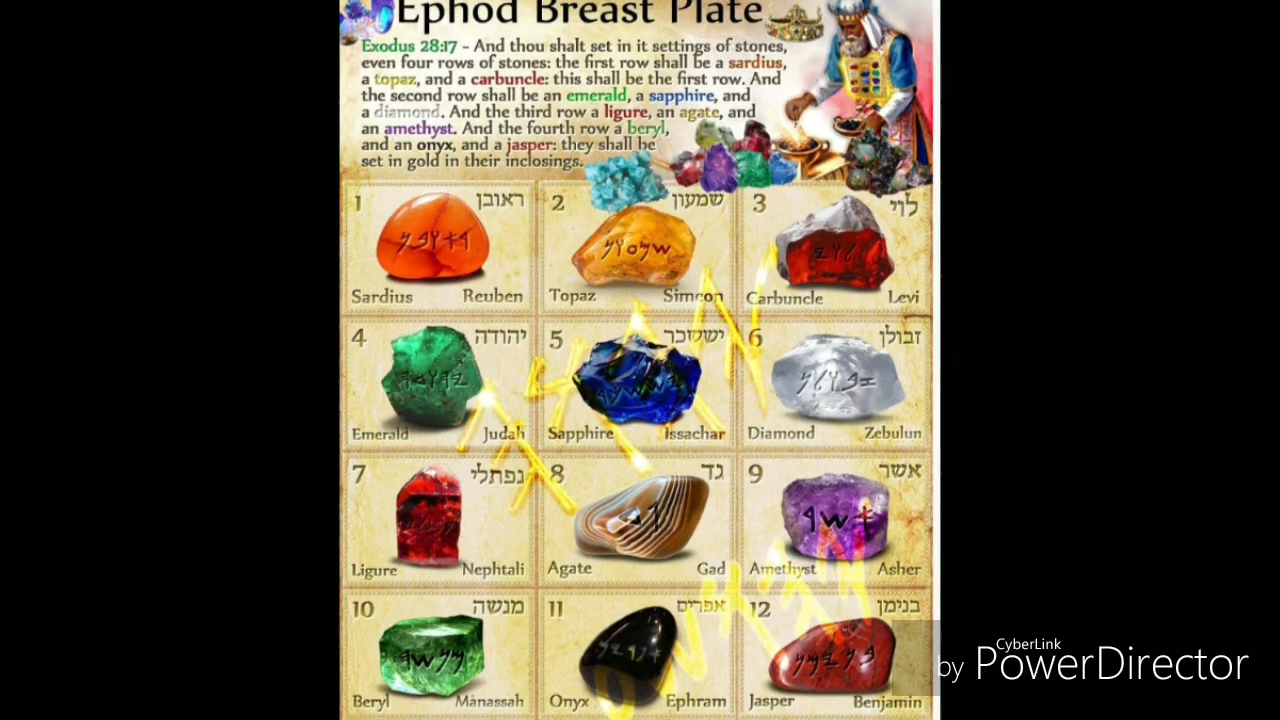 Ephod Breast Plate
Exodus 28:17 - And thou shalt set in it settings of stones,
even four rows of stones: the first row shall be a sardius,
a topaz, and a carbuncle: this shall be the first row. And
the second row shall be an emerald, a sapphire, and
a diamond. And the third row a ligure, an agate, and
an amethyst. And the fourth row a beryl,
and an onyx, and a jasper: they shall be
set in gold in their inclosings.
1 ראובן
Sardius Reuben
2 שמעון
Topaz Simeon
3 לוי
Carbuncle Levi
4 יהודה
Emerald Judah
5 יששכר
Sapphire Issachar
6 זבולן
Diamond Zebulun
7 נפתלי
Ligure Nephtali
8 גד
Agate Gad
9 אשר
Amethyst Asher
10 מנשה
Beryl Manassah
11 אפרים
Onyx Ephram
12 בנימן
Jasper Benjamin
CyberLink
by PowerDirector